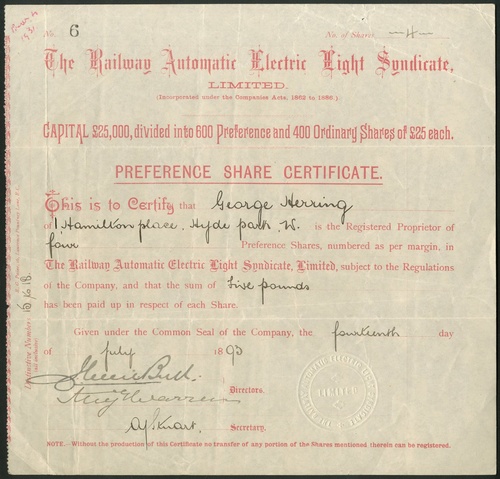 No. 6 No. of Shares —4—
The Railway Automatic Electric Light Syndicate,
LIMITED.
(Incorporated under the Companies Acts, 1862 to 1886.)
CAPITAL £25,000, divided into 600 Preference and 400 Ordinary Shares of £25 each.
PREFERENCE SHARE CERTIFICATE.
This is to Certify that George Herring
of 1 Hamilton place, Hyde park, W. is the Registered Proprietor of
four Preference Shares, numbered as per margin, in
The Railway Automatic Electric Light Syndicate, Limited, subject to the Regulations
of the Company, and that the sum of five pounds
has been paid up in respect of each Share.
Given under the Common Seal of the Company, the fourteenth day
of July 1893
Directors.
Secretary.
NOTE.—Without the production of this Certificate no transfer of any portion of the Shares mentioned therein can be registered.
Distinctive Numbers 15 to 18
LIMITED